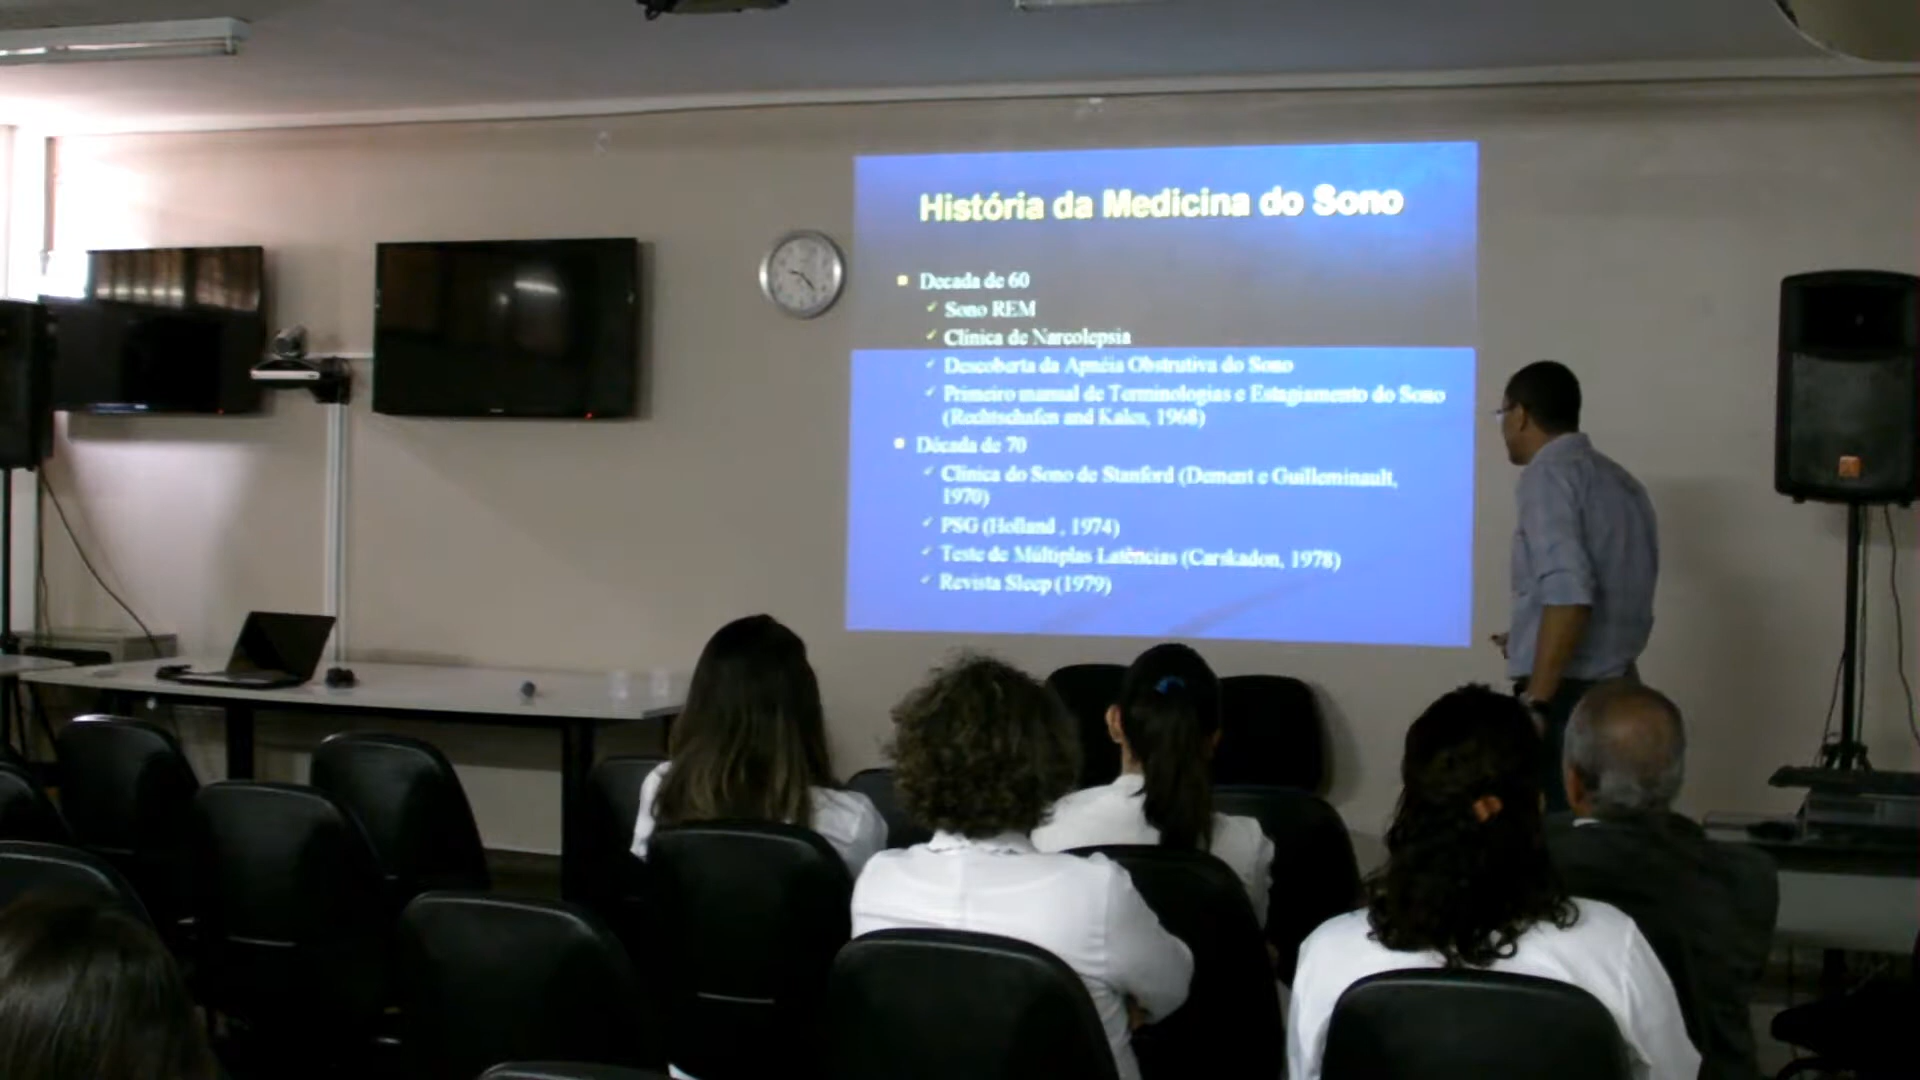 História da Medicina do Sono
Decada de 60
Sono REM
Clínica de Narcolepsia
Descoberta da Apnéia Obstrutiva do Sono
Primeiro manual de Terminologias e Estagiamento do Sono
(Rechtschafen and Kales, 1968)
Década de 70
Clínica do Sono de Stanford (Dement e Guilleminault,
1970)
PSG (Holland , 1974)
Teste de Múltiplas Latências (Carskadon, 1978)
Revista Sleep (1979)